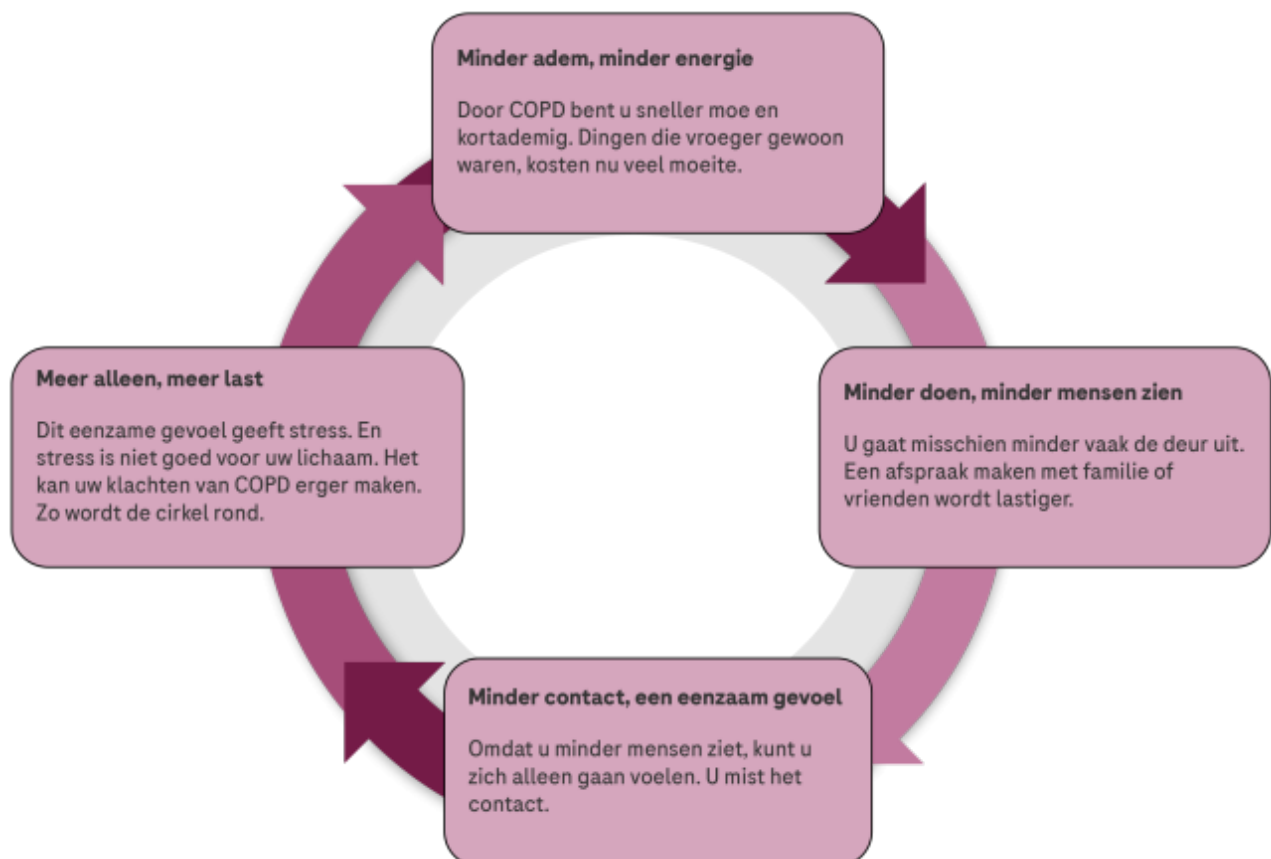 Minder adem, minder energie
Door COPD bent u sneller moe en
kortademig. Dingen die vroeger gewoon
waren, kosten nu veel moeite.
Minder doen, minder mensen zien
U gaat misschien minder vaak de deur uit.
Een afspraak maken met familie of
vrienden wordt lastiger.
Minder contact, een eenzaam gevoel
Omdat u minder mensen ziet, kunt u
zich alleen gaan voelen. U mist het
contact.
Meer alleen, meer last
Dit eenzame gevoel geeft stress. En
stress is niet goed voor uw lichaam. Het
kan uw klachten van COPD erger maken.
Zo wordt de cirkel rond.